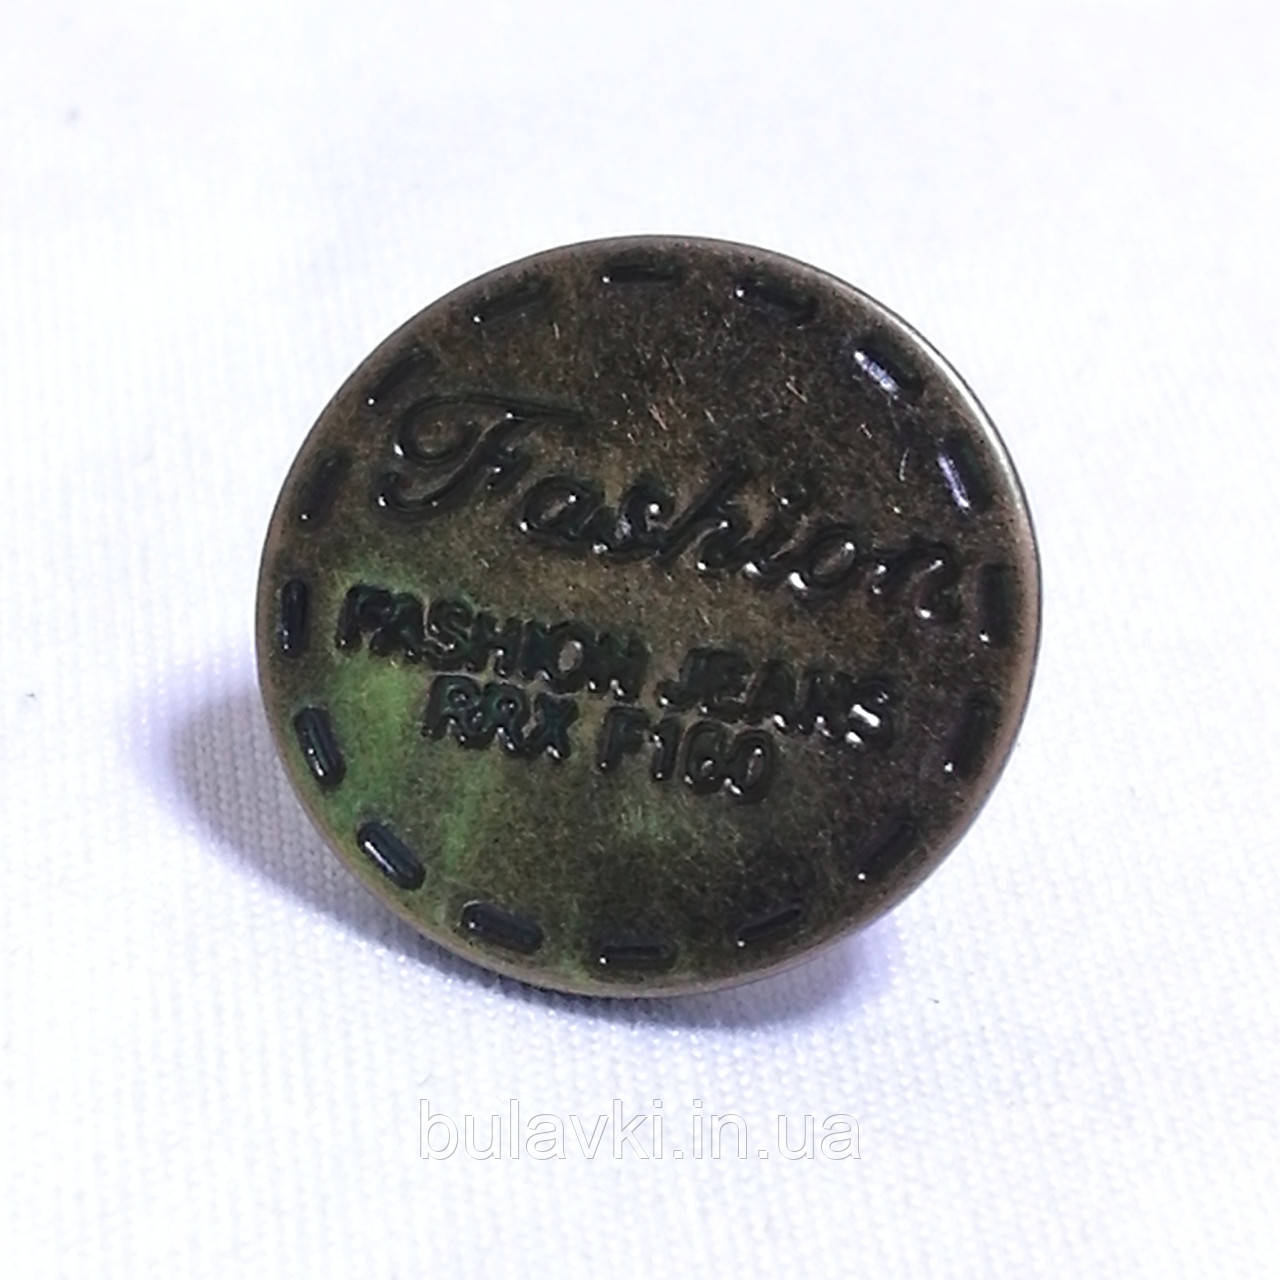 Fashion
FASHION JEANS
RRX F160
bulavki.in.ua